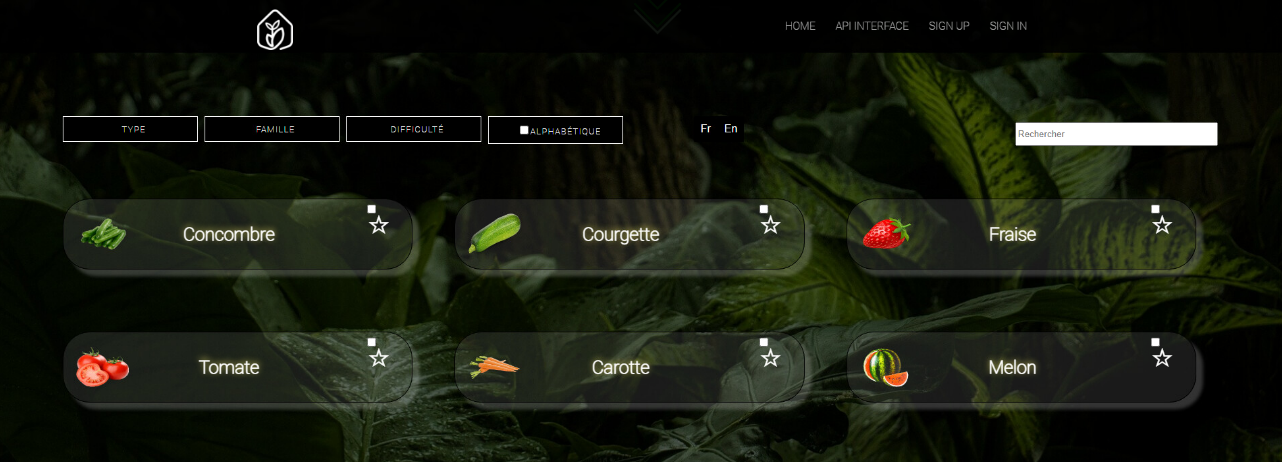 HOME API INTERFACE SIGN UP SIGN IN
TYPE FAMILLE DIFFICULTÉ ALPHABÉTIQUE Fr En Rechercher
Concombre Courgette Fraise
Tomate Carotte Melon